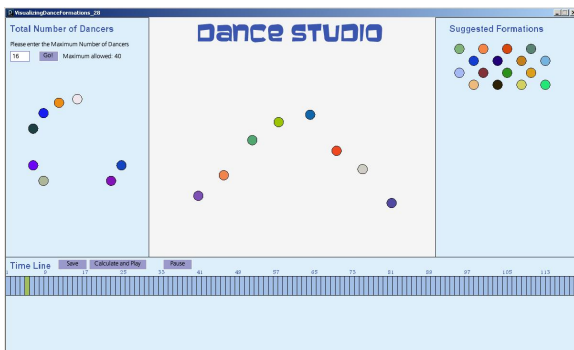 VisualizingDanceFormations_28
Total Number of Dancers
Please enter the Maximum Number of Dancers
16 Go! Maximum allowed: 40
Dance studio
Suggested Formations
Time Line Save Calculate and Play Pause
1 9 17 25 33 41 49 57 65 73 81 89 97 105 113